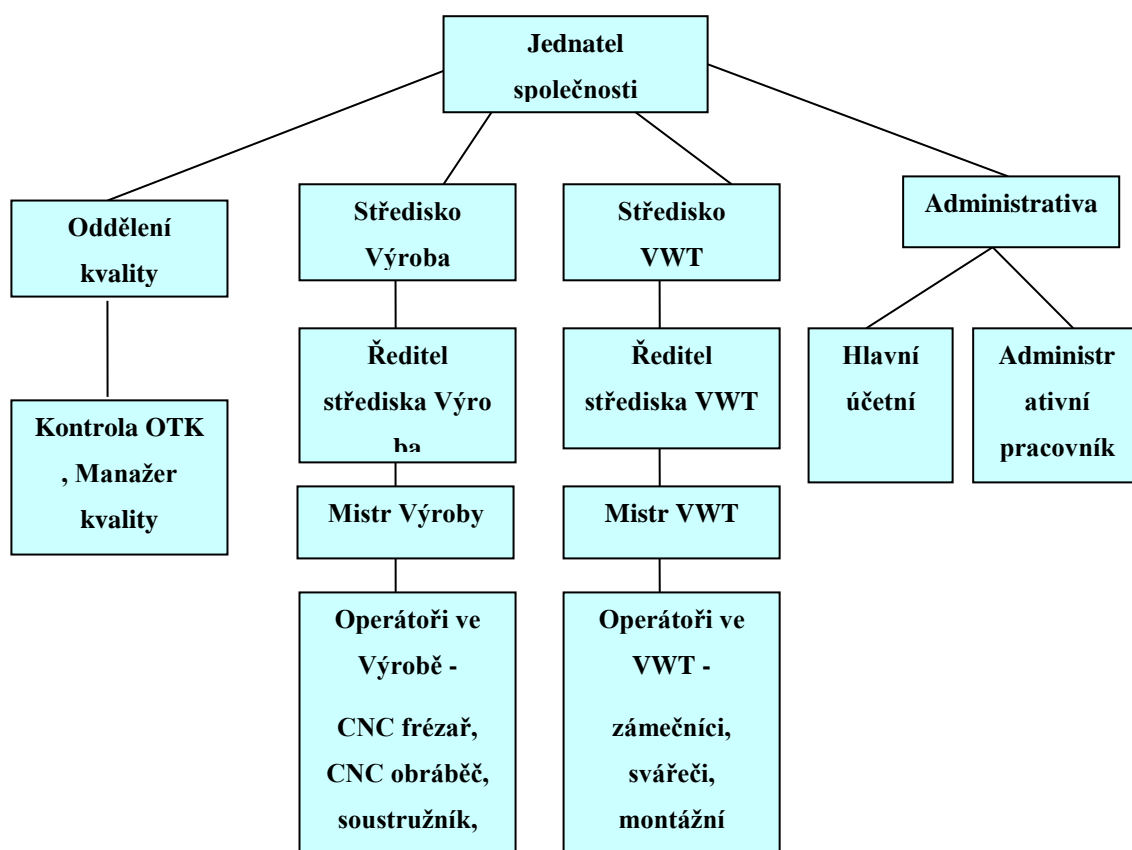 Jednatel
společnosti
Oddělení
kvality
Středisko
Výroba
Středisko
VWT
Administrativa
Kontrola OTK
, Manažer
kvality
Ředitel
střediska Výro
ba
Ředitel
střediska VWT
Hlavní
účetní
Administr
ativní
pracovník
Mistr Výroby
Mistr VWT
Operátoři ve
Výrobě -
CNC frézař,
CNC obráběč,
soustružník,
Operátoři ve
VWT -
zámečníci,
svářeči,
montážní